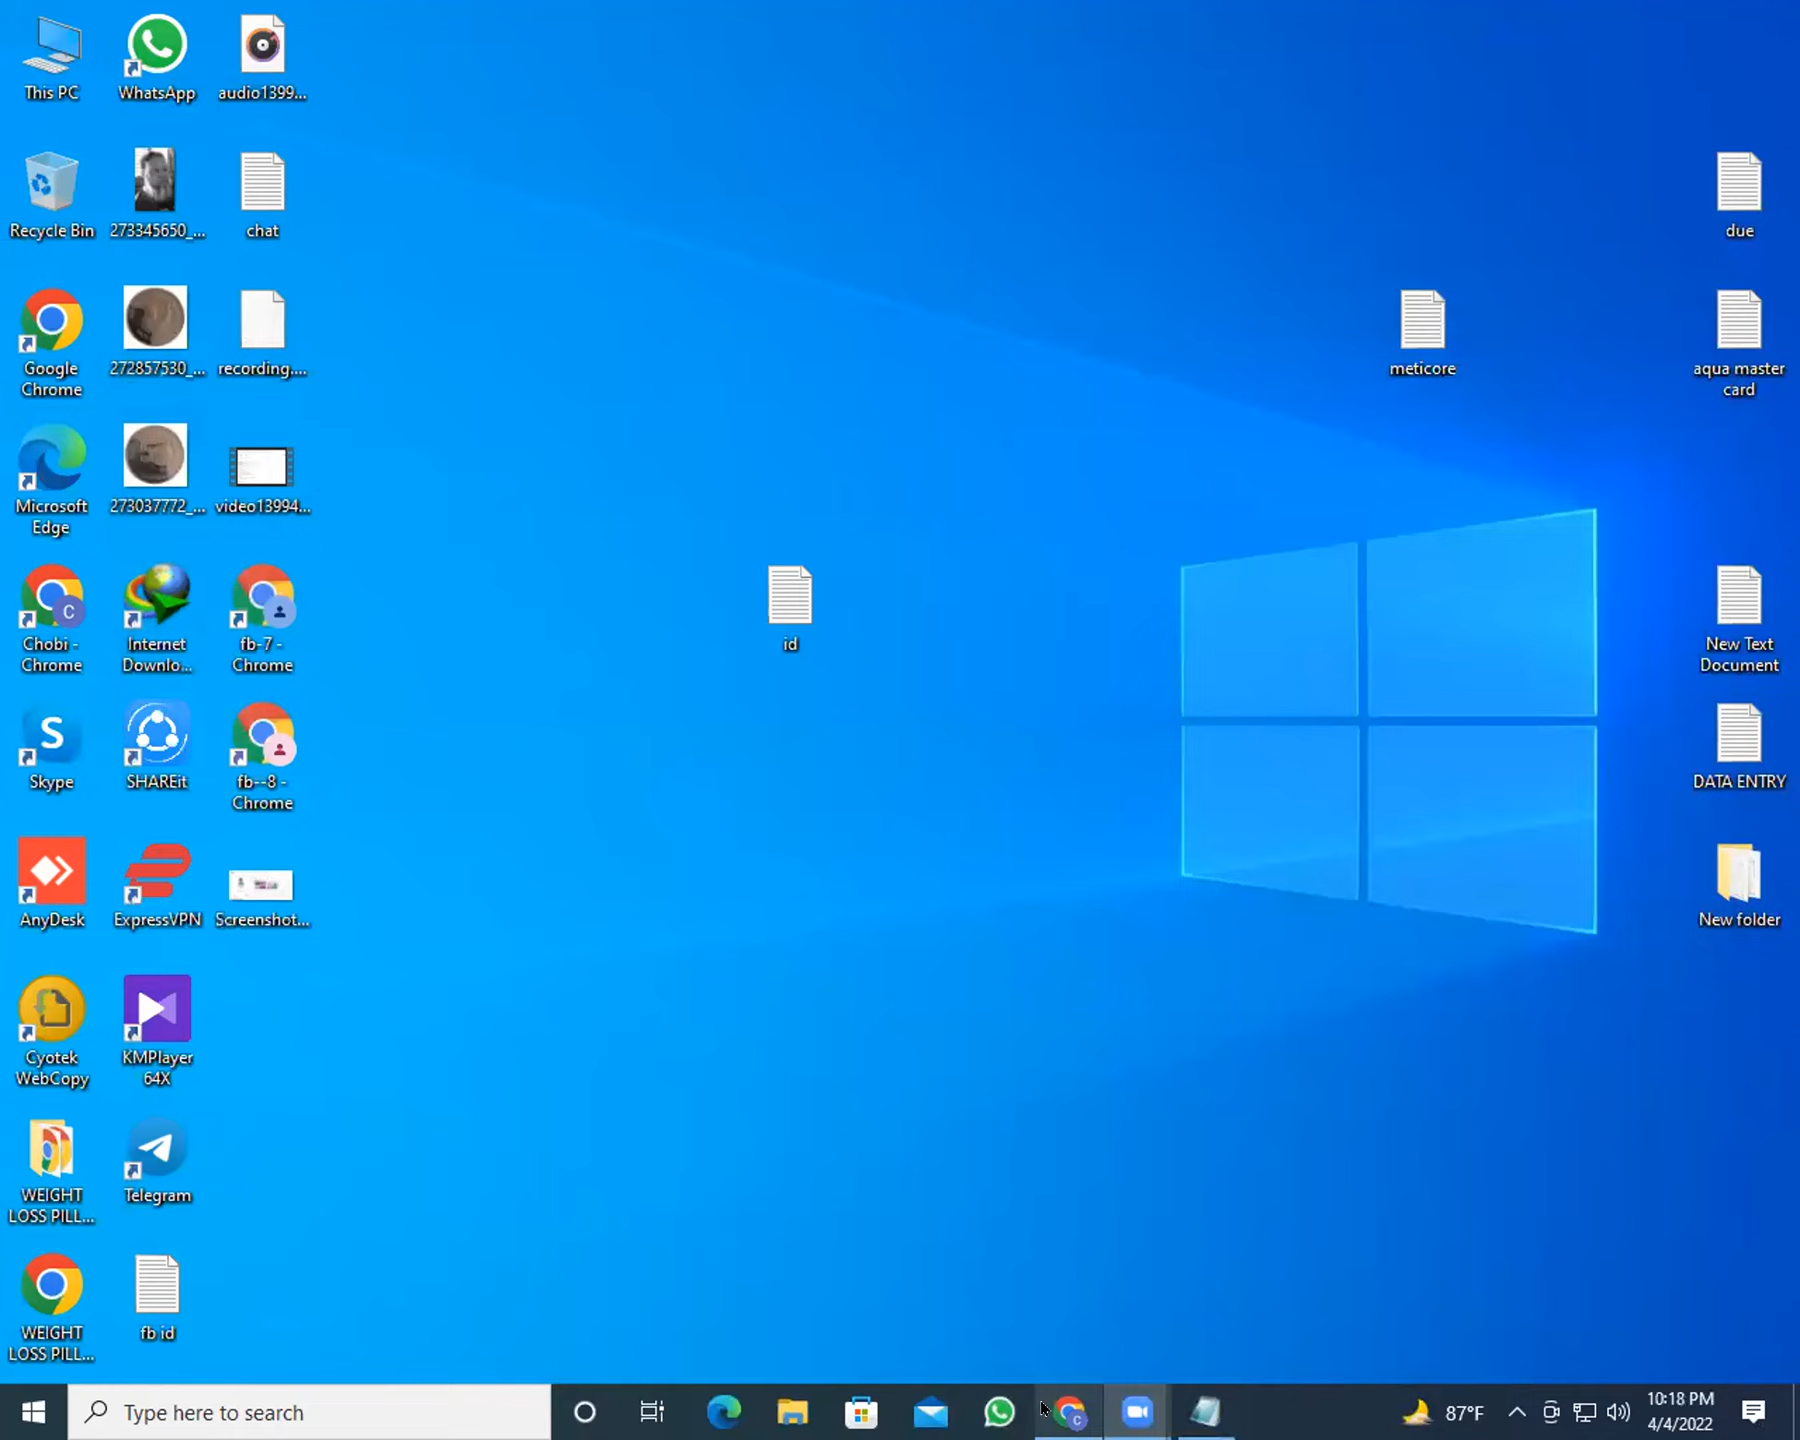 This PC
WhatsApp
audio1399...
Recycle Bin
273345650_...
chat
due
Google
Chrome
272857530_...
recording....
meticore
aqua master
card
Microsoft
Edge
273037772_...
video13994...
C
Chobi -
Chrome
Internet
Downlo...
fb-7 -
Chrome
id
New Text
Document
S
Skype
SHAREit
fb--8 -
Chrome
DATA ENTRY
AnyDesk
ExpressVPN
Screenshot...
New folder
Cyotek
WebCopy
KMPlayer
64X
WEIGHT
LOSS PILL...
Telegram
WEIGHT
LOSS PILL...
fb id
Type here to search
C
87°F
10:18 PM
4/4/2022